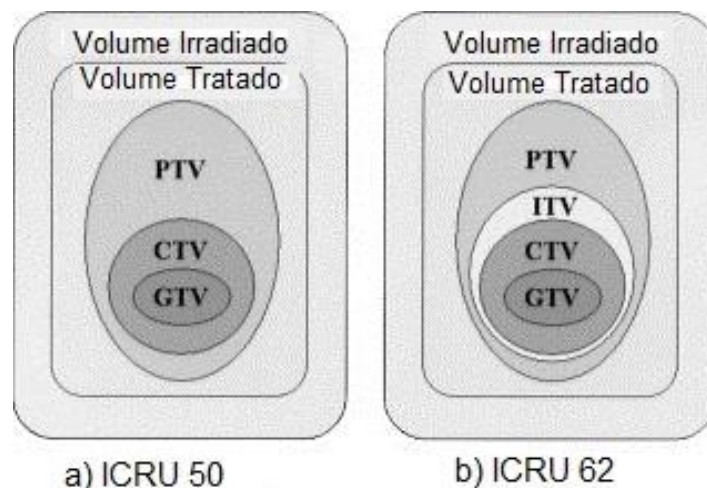 Volume Irradiado
Volume Tratado
PTV
CTV
GTV
a) ICRU 50
Volume Irradiado
Volume Tratado
PTV
ITV
CTV
GTV
b) ICRU 62